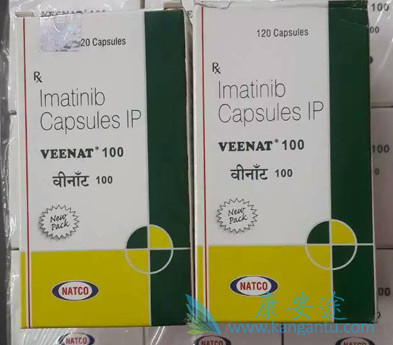 20 Capsules
Rx
Imatinib
Capsules IP
VEENAT® 100
वीनाँट 100
New
Pack
NATCO
120 Capsules
Rx
Imatinib
Capsules IP
VEENAT® 100
वीनाँट 100
New
Pack
NATCO
康安途
www.kangantu.com